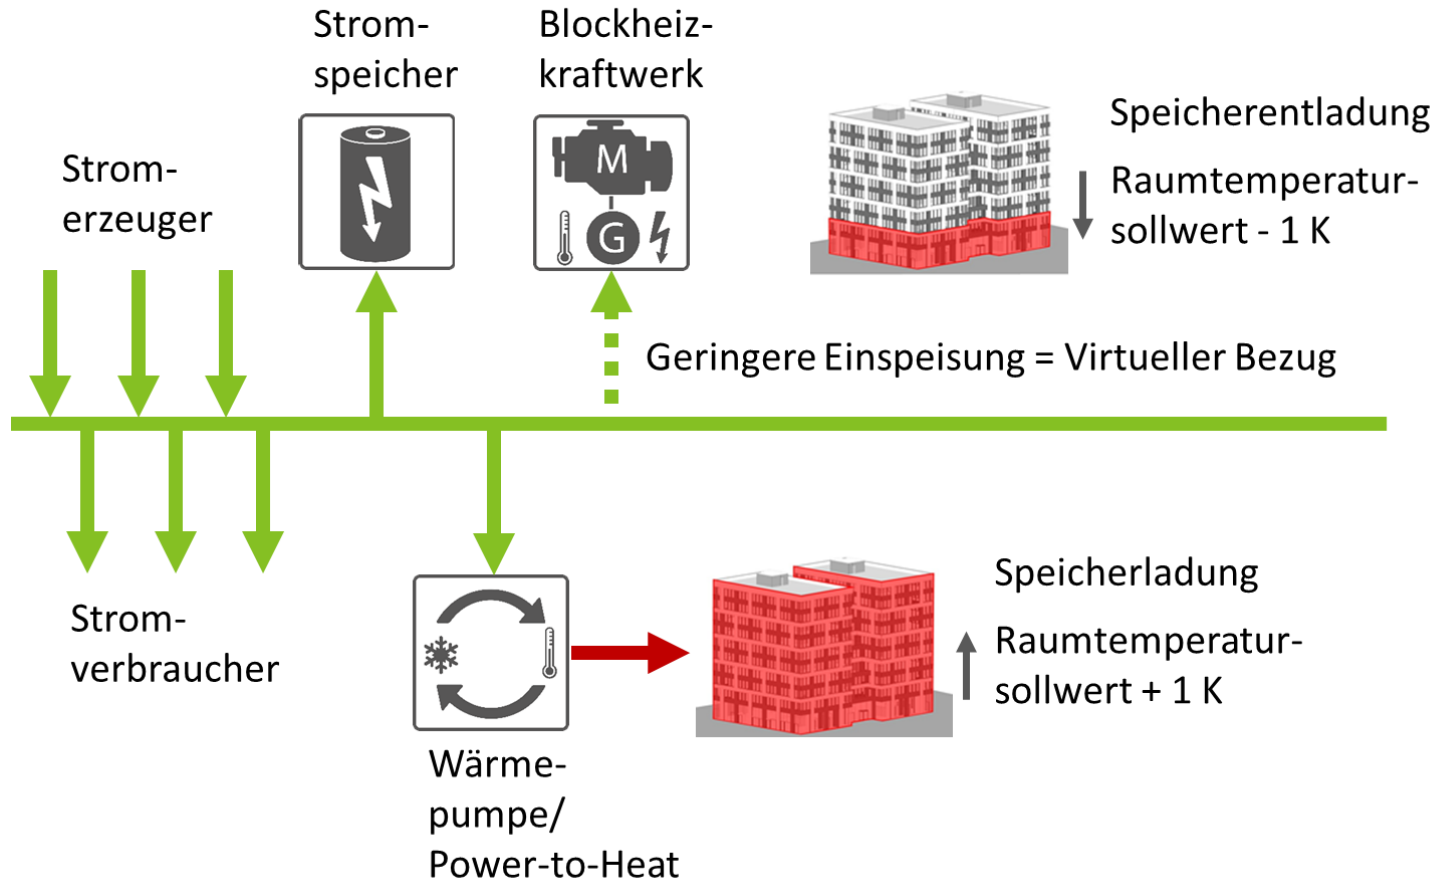 Strom-
speicher
Blockheiz-
kraftwerk
M
G
Speicherentladung
Raumtemperatur-
sollwert - 1 K
Strom-
erzeuger
Geringere Einspeisung = Virtueller Bezug
Strom-
verbraucher
Wärme-
pumpe/
Power-to-Heat
Speicherladung
Raumtemperatur-
sollwert + 1 K